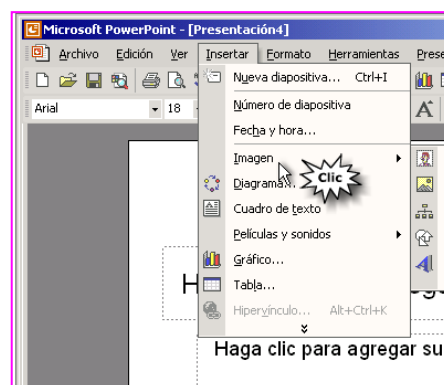 Microsoft PowerPoint - [Presentación4]
Archivo Edición Ver Insertar Formato Herramientas
Nueva diapositiva... Ctrl+I
Arial 18
Número de diapositiva
Fecha y hora...
Imagen
Clic
Diagrama...
Cuadro de texto
Películas y sonidos
Gráfico...
Tabla...
Hipervínculo... Alt+Ctrl+K
Haga clic para agregar su